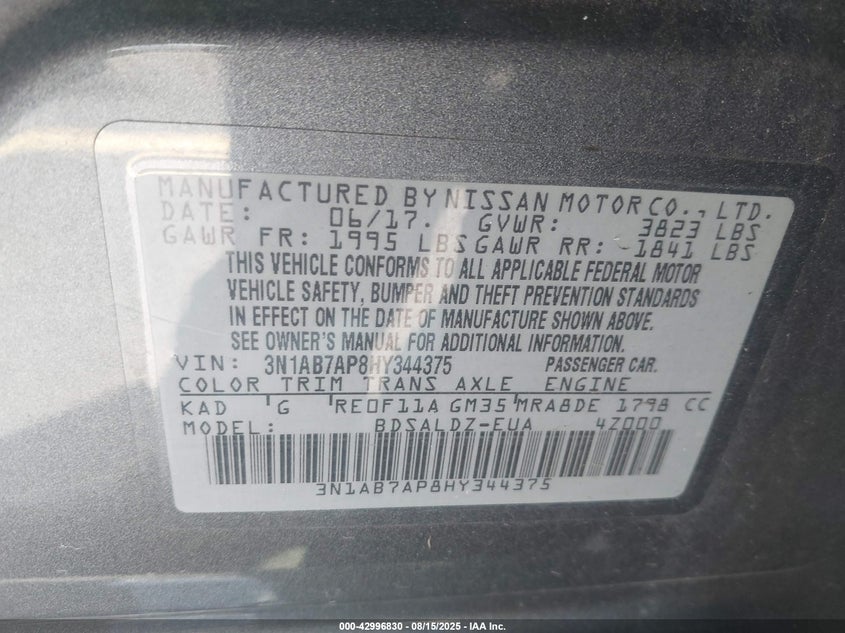 MANUFACTURED BY NISSAN MOTOR CO., LTD.
DATE: 06/17. GVWR: 3823 LBS
GAWR FR: 1995 LBS GAWR RR: 1841 LBS
THIS VEHICLE CONFORMS TO ALL APPLICABLE FEDERAL MOTOR
VEHICLE SAFETY, BUMPER AND THEFT PREVENTION STANDARDS
IN EFFECT ON THE DATE OF MANUFACTURE SHOWN ABOVE.
SEE OWNER'S MANUAL FOR ADDITIONAL INFORMATION.
VIN: 3N1AB7AP8HY344375 PASSENGER CAR.
COLOR TRIM TRANS AXLE ENGINE
KAD G RE0F11A GM35 MRA8DE 1798 CC
MODEL: BDSALDZ-EUA 4Z000
3N1AB7AP8HY344375
000-42996830 - 08/15/2025 - IAA Inc.